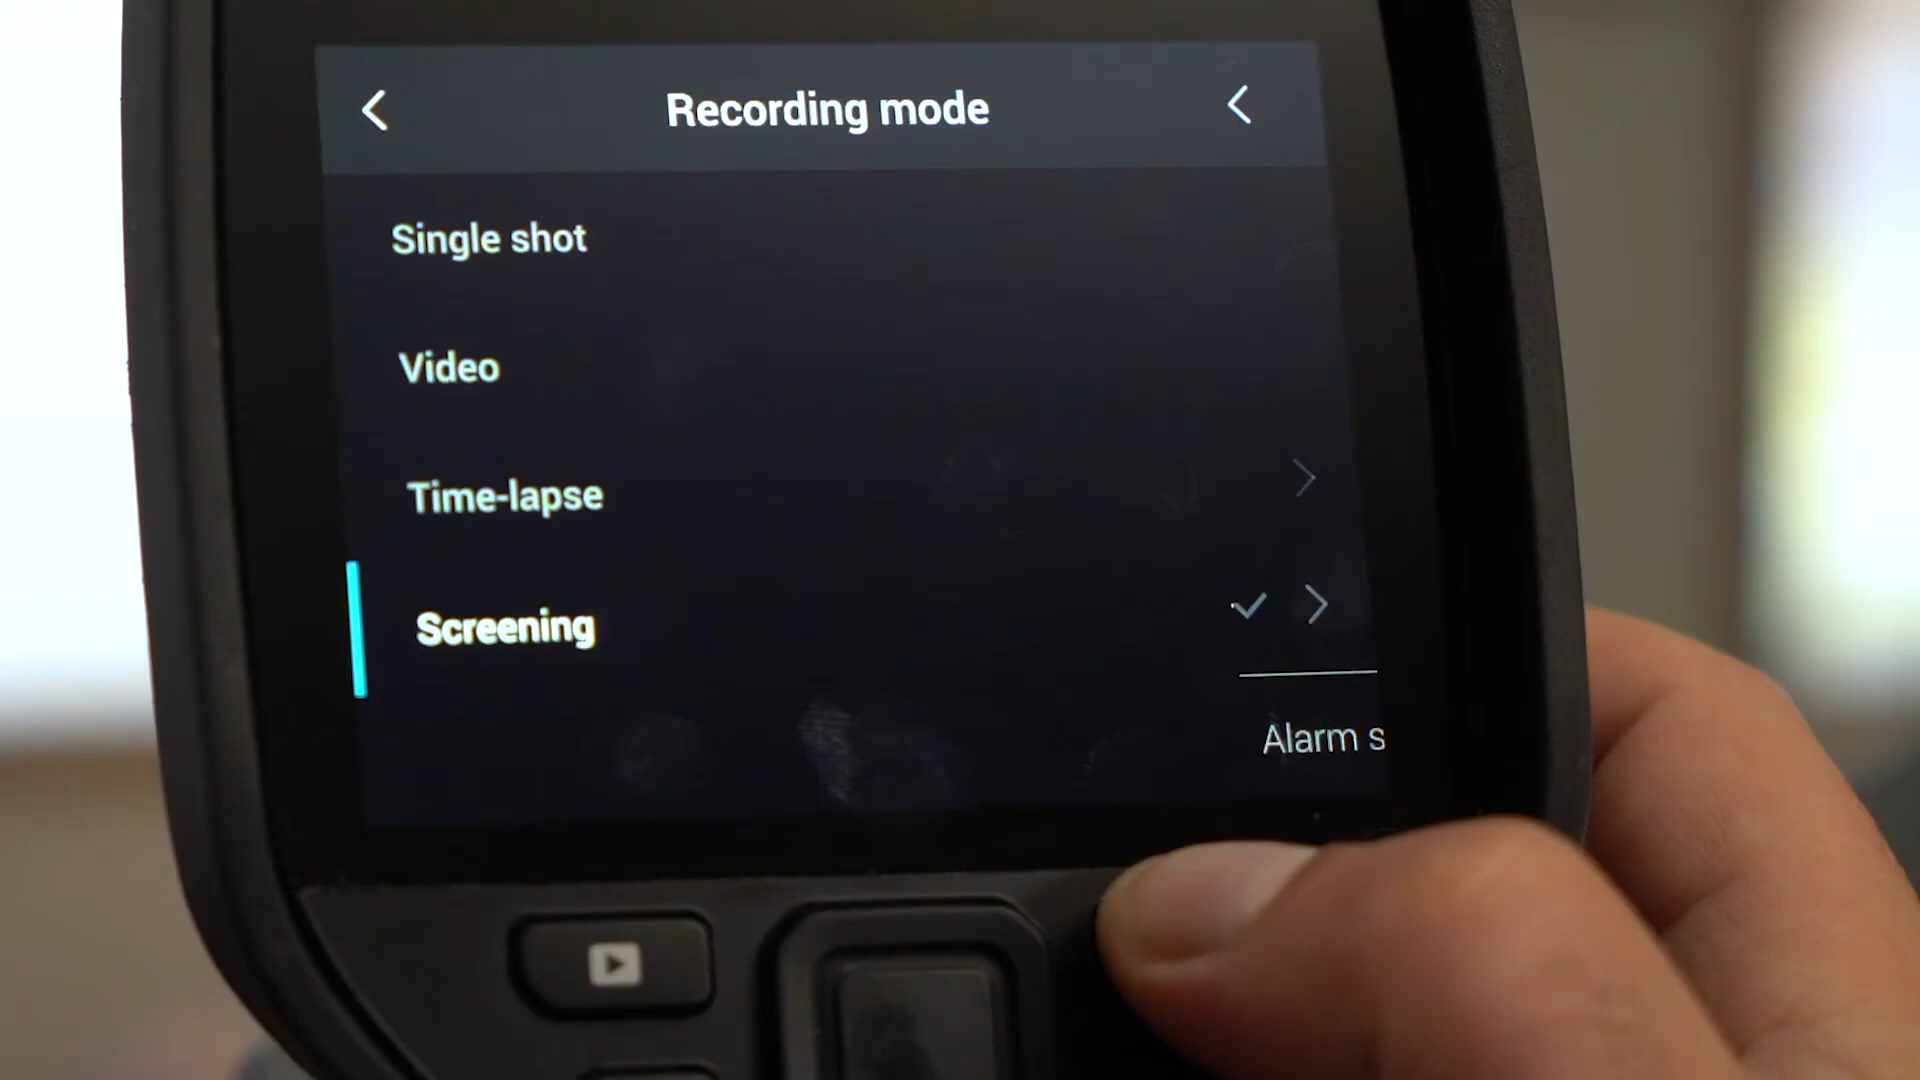 Recording mode
Single shot
Video
Time-lapse
Screening
Alarm s